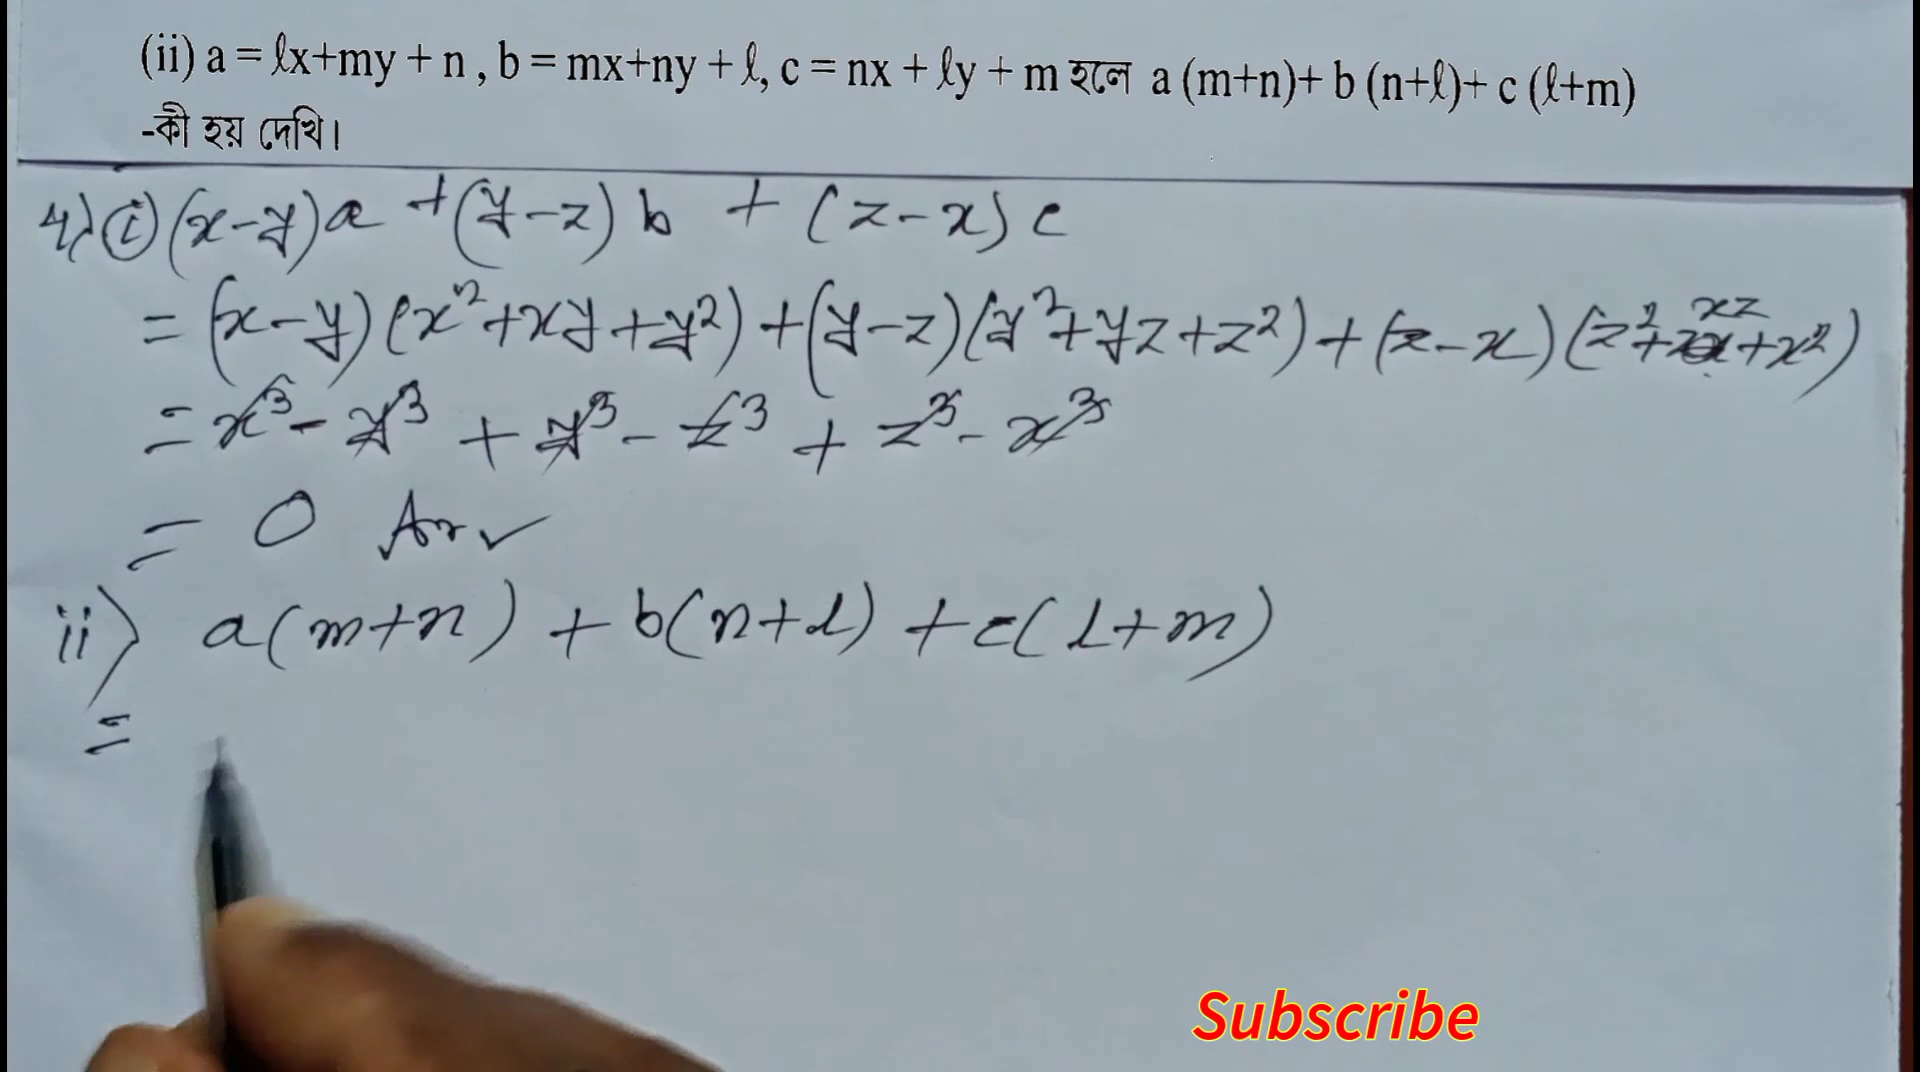 (ii) a = ℓx+my + n , b = mx+ny + ℓ, c = nx + ℓy + m হলে a (m+n)+ b (n+ℓ)+ c (ℓ+m)
-কী হয় দেখি।
4) (i) (x-y)a + (y-z) b + (z-x) c
= (x-y)(x²+xy+y²)+(y-z)(y²+yz+z²)+(z-x)(z²+xz+x²)
= x³ - y³ + y³ - z³ + z³ - x³
= 0 Ans
ii) a(m+n) + b(n+l) + c(l+m)
=
Subscribe